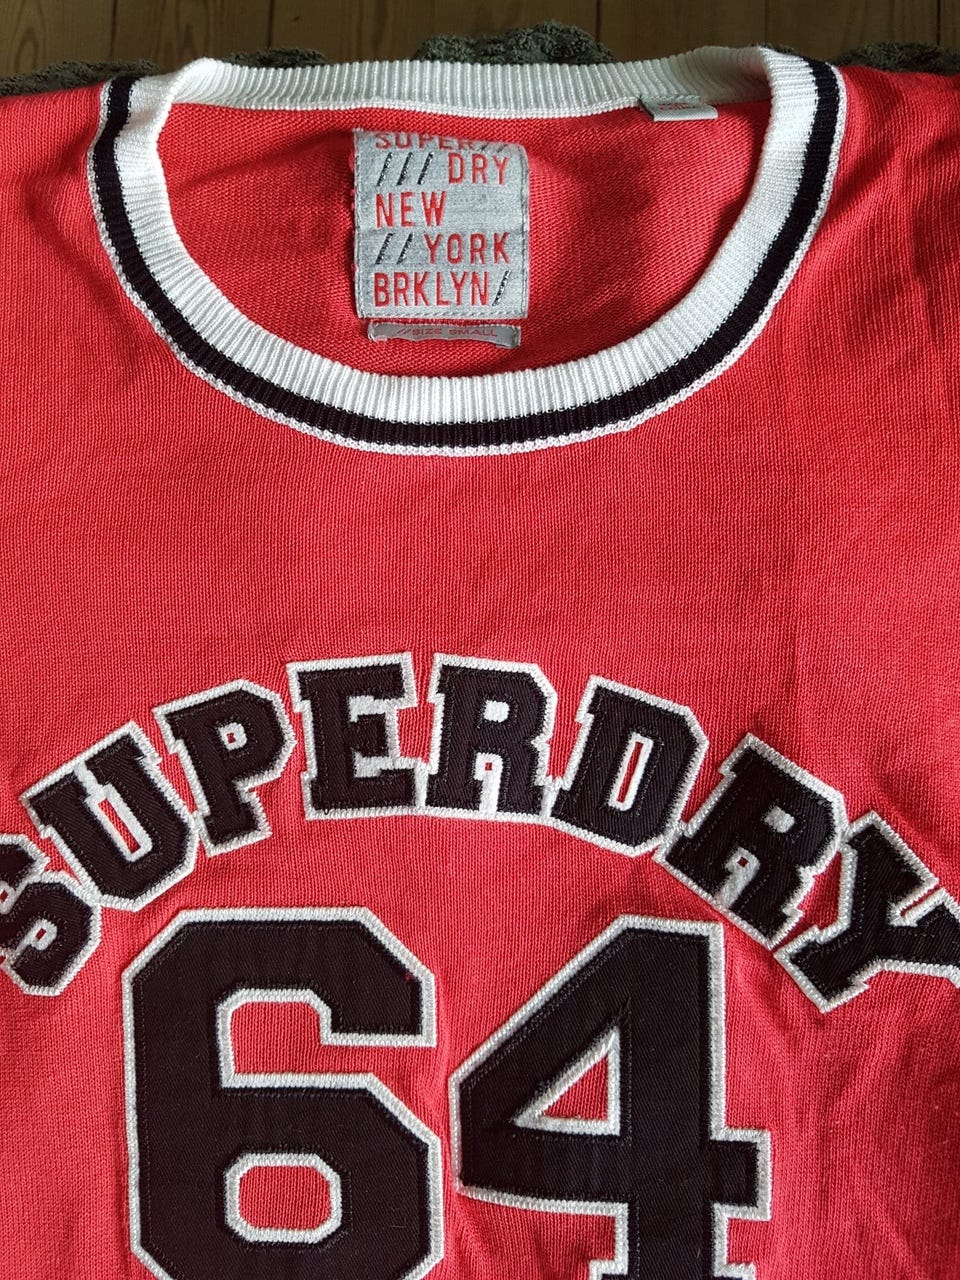 SUPER//
/// DRY
NEW
// YORK
BRKLYN/
//SIZE SMALL
SUPERDRY
64